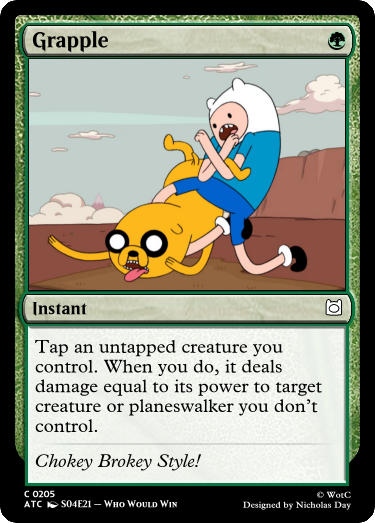 Grapple
Instant
Tap an untapped creature you
control. When you do, it deals
damage equal to its power to target
creature or planeswalker you don't
control.
Chokey Brokey Style!
C 0205
© WotC
ATC S04E21 – Who Would Win
Designed by Nicholas Day